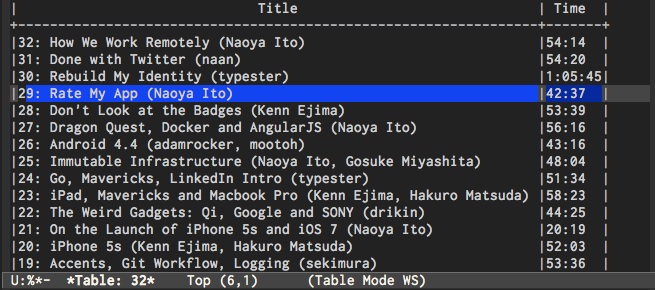 | Title | Time |
+----------------------------------------------------------------+-------+
|32: How We Work Remotely (Naoya Ito) |54:14 |
|31: Done with Twitter (naan) |54:20 |
|30: Rebuild My Identity (typester) |1:05:45|
|29: Rate My App (Naoya Ito) |42:37 |
|28: Don't Look at the Badges (Kenn Ejima) |53:39 |
|27: Dragon Quest, Docker and AngularJS (Naoya Ito) |56:16 |
|26: Android 4.4 (adamrocker, mootoh) |43:16 |
|25: Immutable Infrastructure (Naoya Ito, Gosuke Miyashita) |48:04 |
|24: Go, Mavericks, LinkedIn Intro (typester) |51:34 |
|23: iPad, Mavericks and Macbook Pro (Kenn Ejima, Hakuro Matsuda) |58:23 |
|22: The Weird Gadgets: Qi, Google and SONY (drikin) |44:25 |
|21: On the Launch of iPhone 5s and iOS 7 (Naoya Ito) |20:19 |
|20: iPhone 5s (Kenn Ejima, Hakuro Matsuda) |52:03 |
|19: Accents, Git Workflow, Logging (sekimura) |53:36 |
U:%*- *Table: 32* Top (6,1) (Table Mode WS)